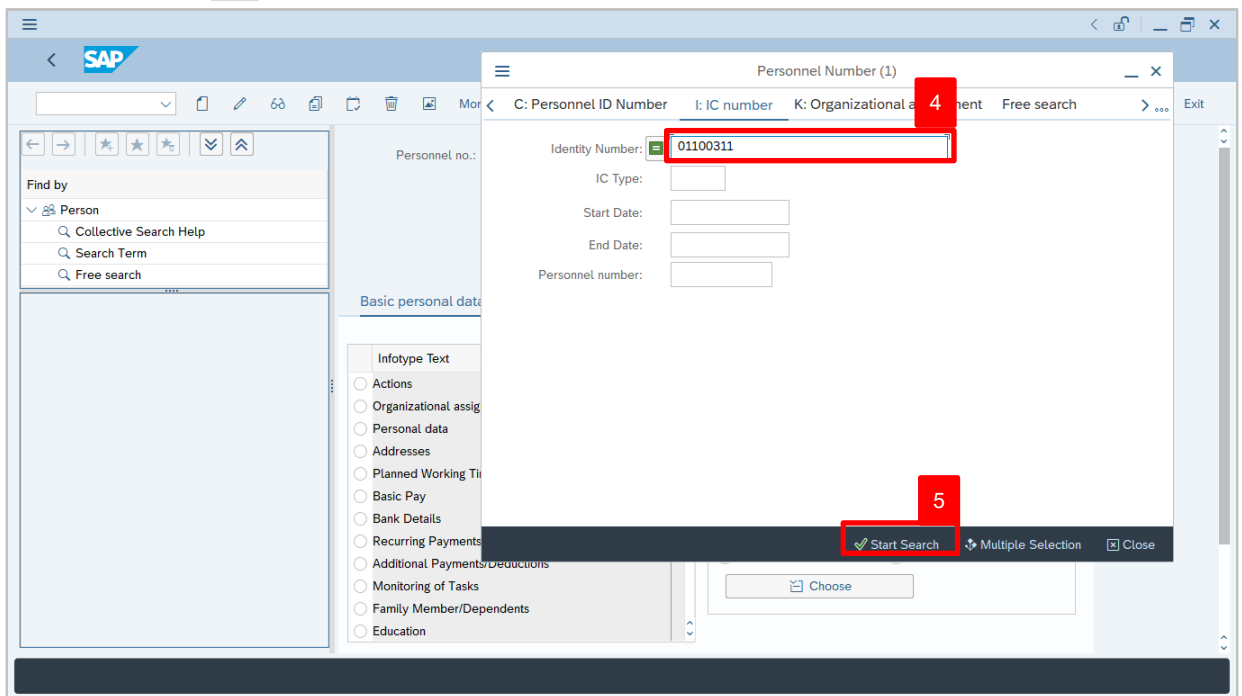 SAP
Personnel Number (1)
Mor
C: Personnel ID Number I: IC number K: Organizational a 4 ment Free search
Exit
Personnel no.:
Identity Number: 01100311
IC Type:
Start Date:
End Date:
Personnel number:
Find by
Person
Collective Search Help
Search Term
Free search
Basic personal data
Infotype Text
Actions
Organizational assig
Personal data
Addresses
Planned Working Ti
Basic Pay
Bank Details
Recurring Payments
Additional Payments/Deductions
Monitoring of Tasks
Family Member/Dependents
Education
5
Start Search Multiple Selection Close
Choose